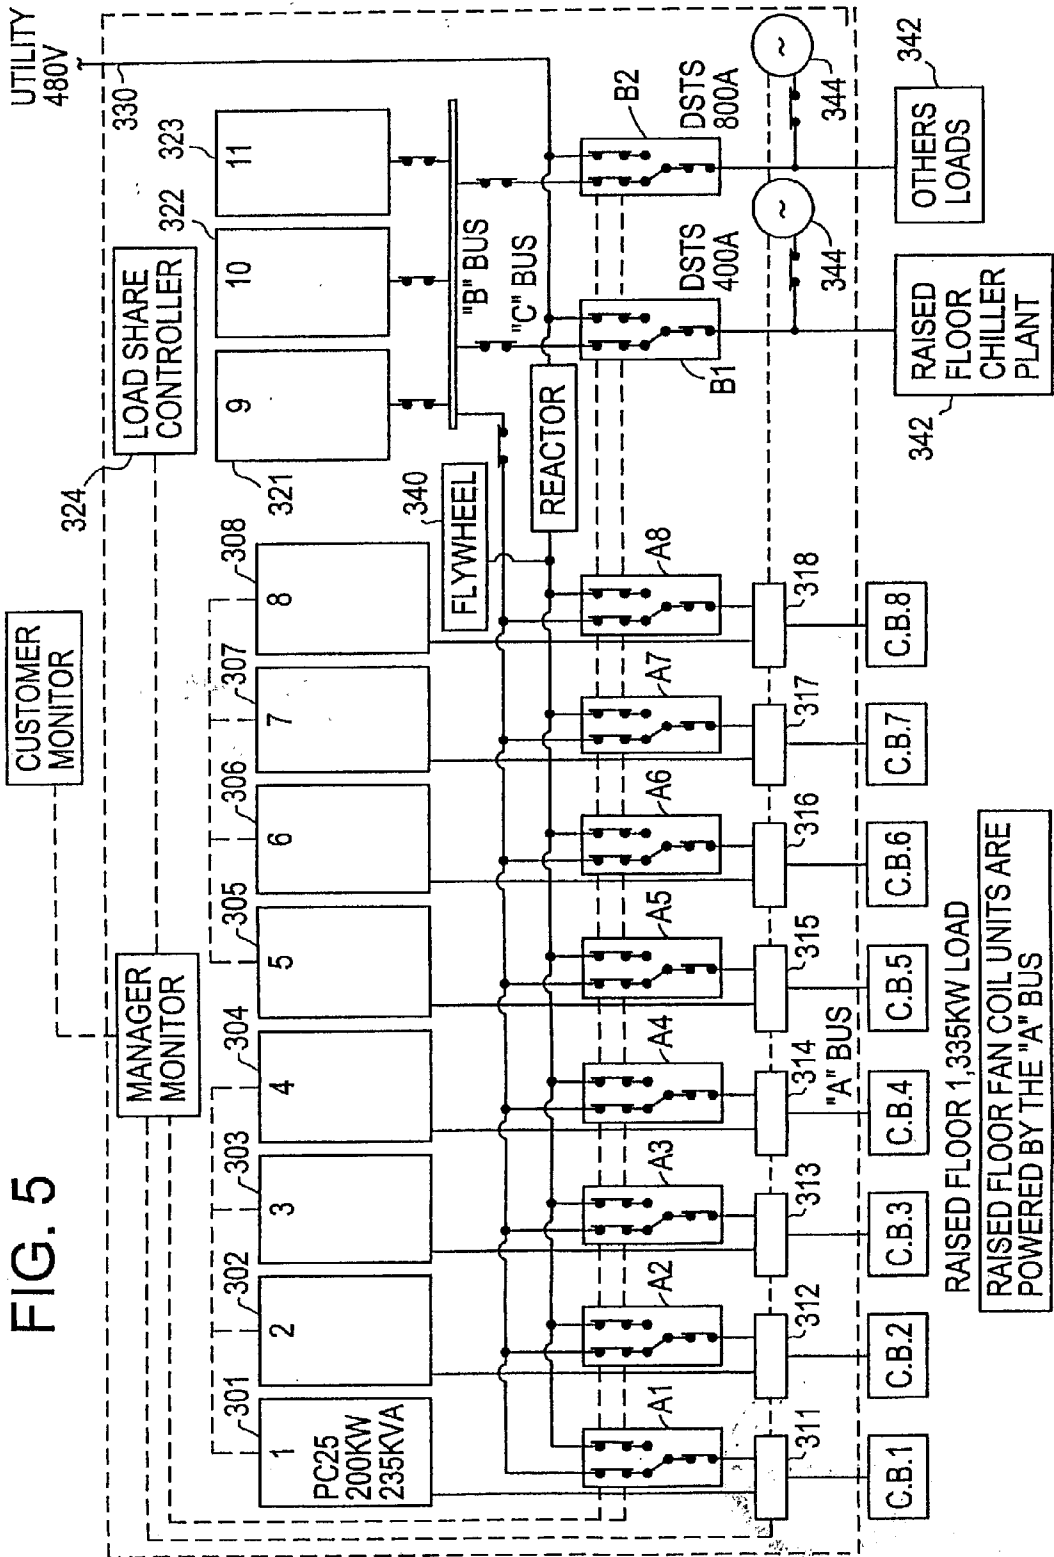 FIG. 5
CUSTOMER
MONITOR
UTILITY
480V
330
MANAGER
MONITOR
324
LOAD SHARE
CONTROLLER
322
323
301
302
303
304
305
306
307
308
321
1
PC25
200KW
235KVA
2
3
4
5
6
7
8
9
10
11
340
FLYWHEEL
"B" BUS
"C" BUS
REACTOR
A1
A2
A3
A4
A5
A6
A7
A8
B1
DSTS
400A
B2
DSTS
800A
311
312
313
314
315
316
317
318
344
344
"A" BUS
C.B.1
C.B.2
C.B.3
C.B.4
C.B.5
C.B.6
C.B.7
C.B.8
342
RAISED
FLOOR
CHILLER
PLANT
OTHERS
LOADS
342
RAISED FLOOR 1,335KW LOAD
RAISED FLOOR FAN COIL UNITS ARE
POWERED BY THE "A" BUS